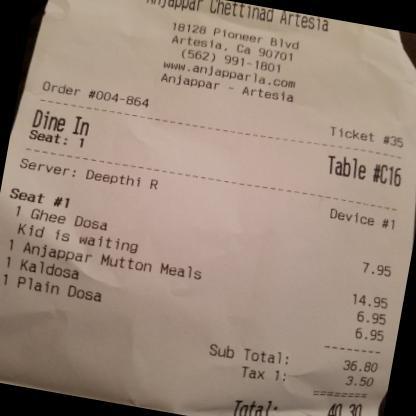 Anjappar Chettinad Artesia
18128 Pioneer Blvd
Artesia, Ca 90701
(562) 991-1801
www.anjapparla.com
Anjappar - Artesia
Order #004-864
Ticket #35
Dine In
Table #C16
Seat: 1
Server: Deepthi R
Device #1
Seat #1
1 Ghee Dosa 7.95
Kid is waiting
1 Anjappar Mutton Meals 14.95
1 Kaldosa 6.95
1 Plain Dosa 6.95
Sub Total: 36.80
Tax 1: 3.50
Total: 40.30